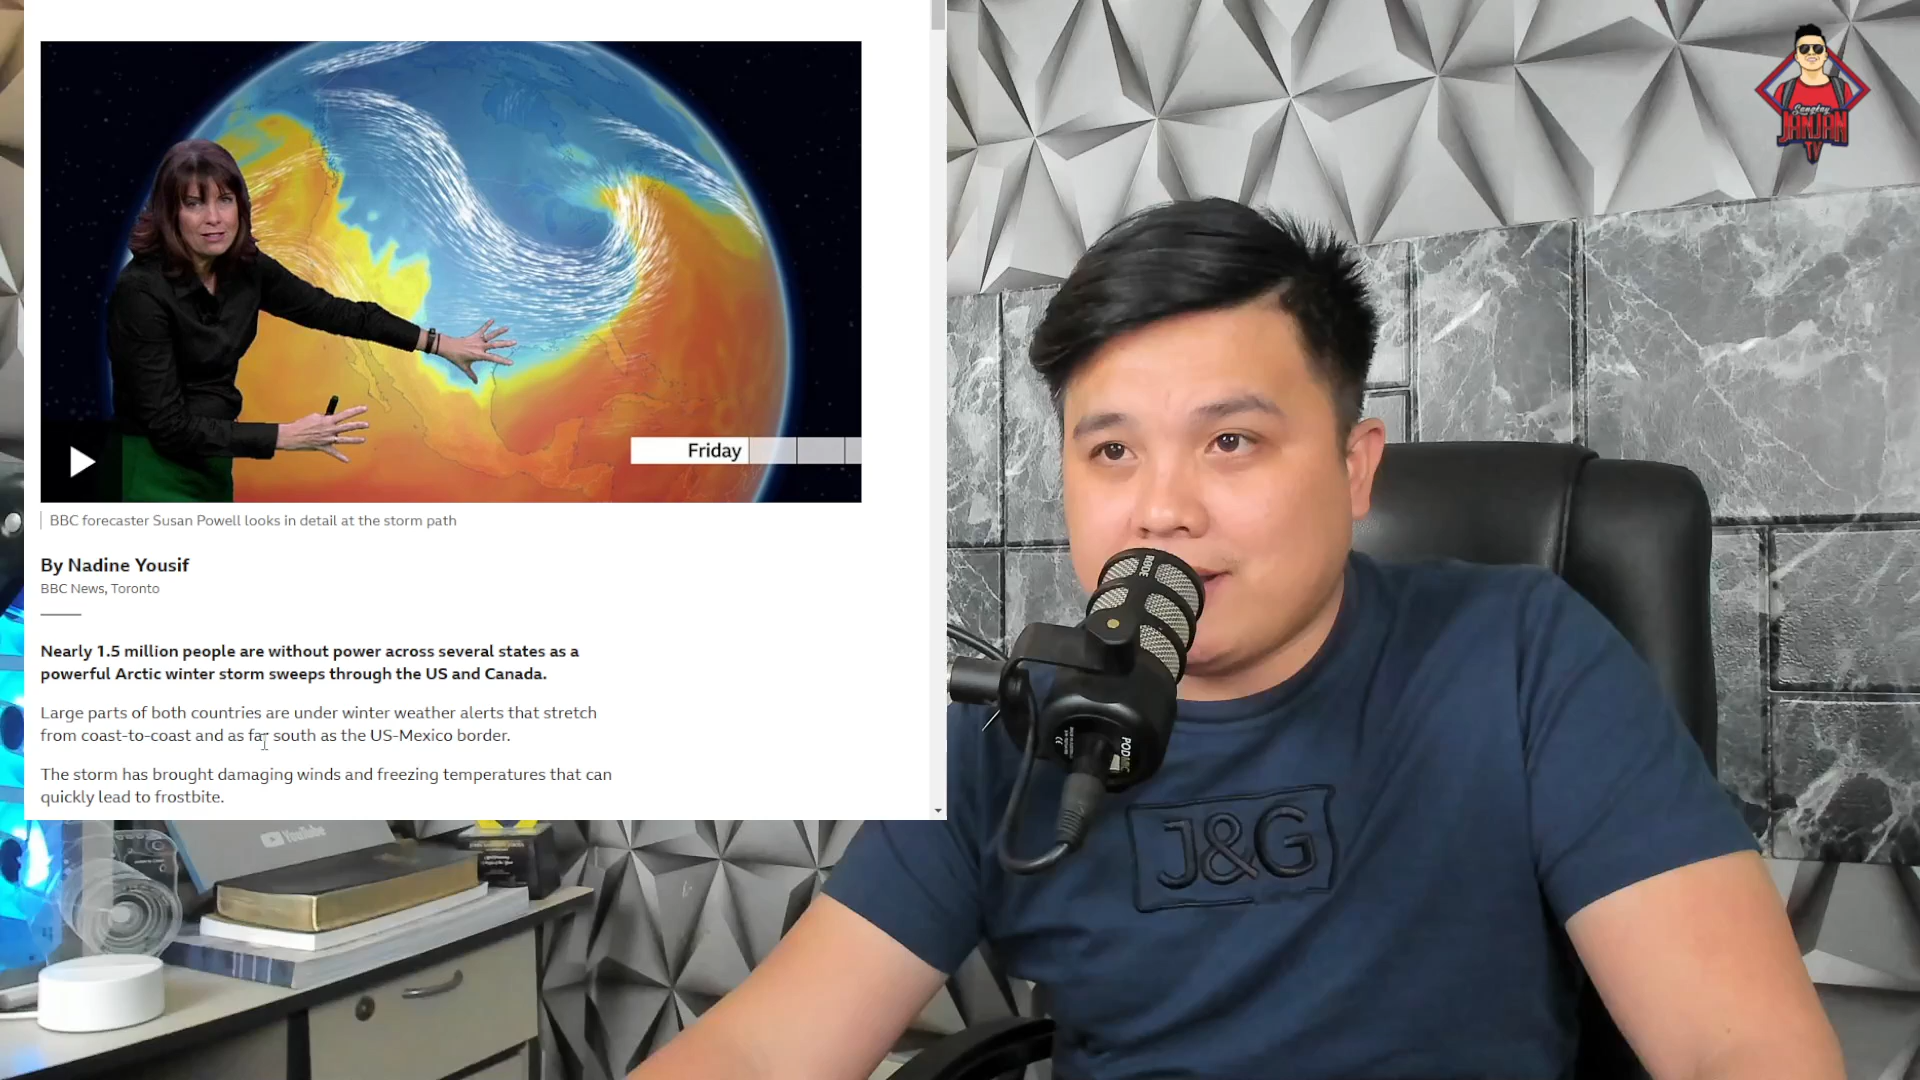 Friday
BBC forecaster Susan Powell looks in detail at the storm path
By Nadine Yousif
BBC News, Toronto
Nearly 1.5 million people are without power across several states as a
powerful Arctic winter storm sweeps through the US and Canada.
Large parts of both countries are under winter weather alerts that stretch
from coast-to-coast and as far south as the US-Mexico border.
The storm has brought damaging winds and freezing temperatures that can
quickly lead to frostbite.
Sangkay
JANJAN
TV
RODE
PODMIC
J&G
YouTube